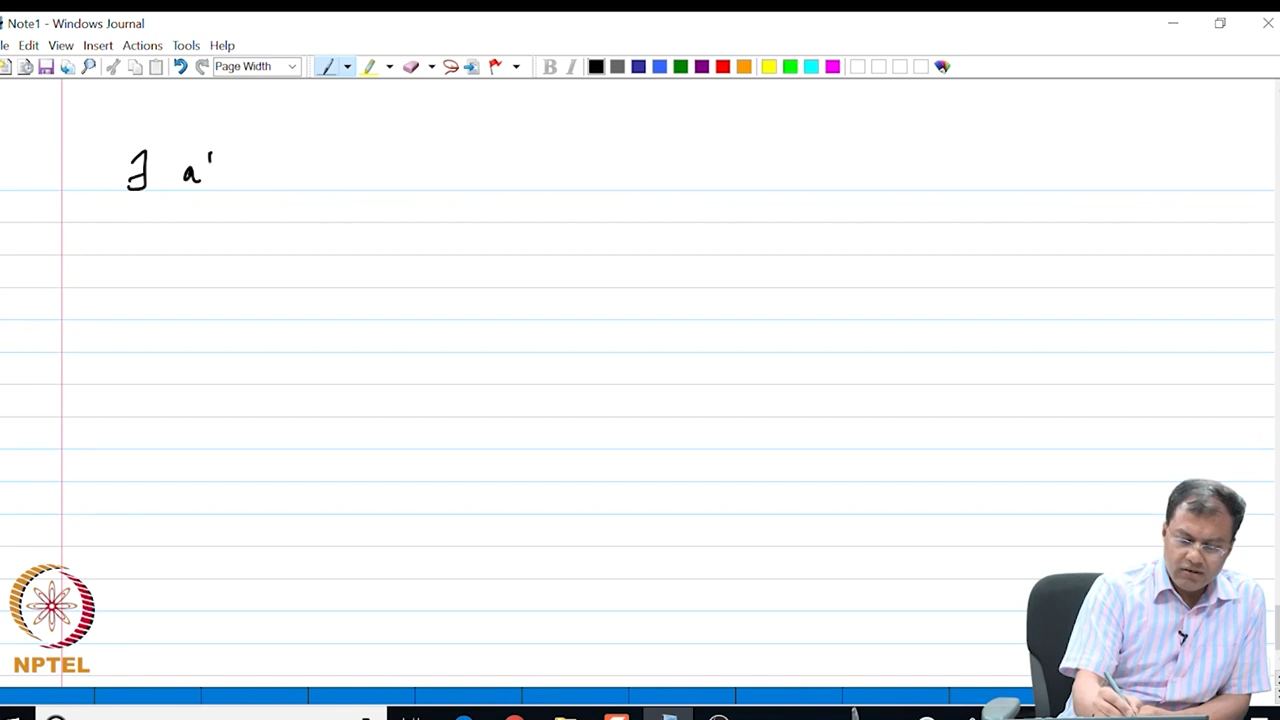 Note1 - Windows Journal
le Edit View Insert Actions Tools Help
Page Width
B I
∃ a'
NPTEL